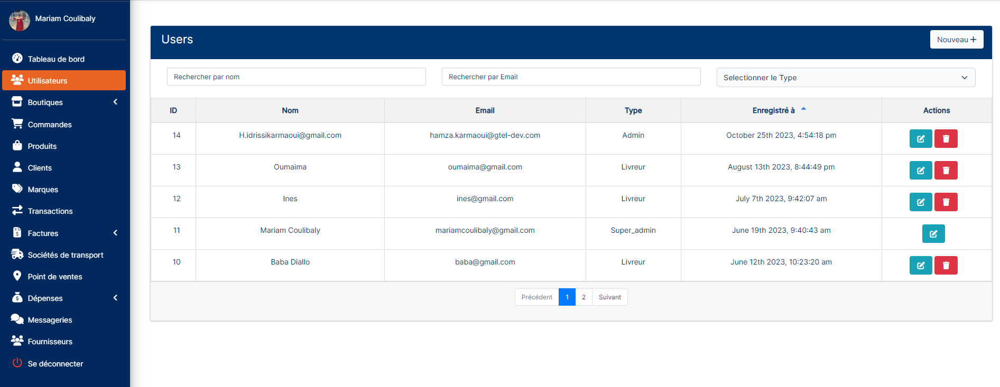 Mariam Coulibaly
Tableau de bord
Utilisateurs
Boutiques
Commandes
Produits
Clients
Marques
Transactions
Factures
Sociétés de transport
Point de ventes
Dépenses
Messageries
Fournisseurs
Se déconnecter
Users
Nouveau +
Rechercher par nom
Rechercher par Email
Selectionner le Type
ID Nom Email Type Enregistré à Actions
14 H.idrissikarmaoui@gmail.com hamza.karmaoui@gtel-dev.com Admin October 25th 2023, 4:54:18 pm
13 Oumaima oumaima@gmail.com Livreur August 13th 2023, 8:44:49 pm
12 Ines ines@gmail.com Livreur July 7th 2023, 9:42:07 am
11 Mariam Coulibaly mariamcoulibaly@gmail.com Super_admin June 19th 2023, 9:40:43 am
10 Baba Diallo baba@gmail.com Livreur June 12th 2023, 10:23:20 am
Précédent 1 2 Suivant